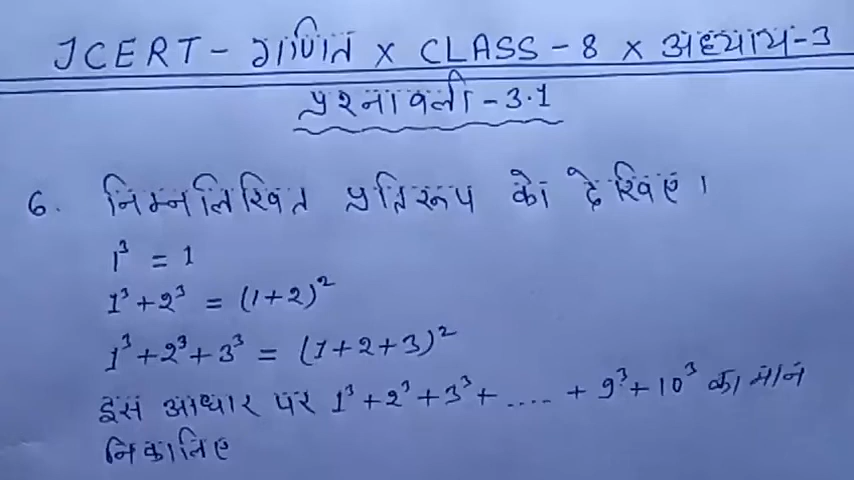 JCERT - गणित × CLASS - 8 × अध्याय - 3
प्रश्नावली - 3.1
6. निम्नलिखित प्रतिरूप को देखिए।
1³ = 1
1³ + 2³ = (1+2)²
1³ + 2³ + 3³ = (1+2+3)²
इस आधार पर 1³ + 2³ + 3³ + .... + 9³ + 10³ का मान
निकालिए